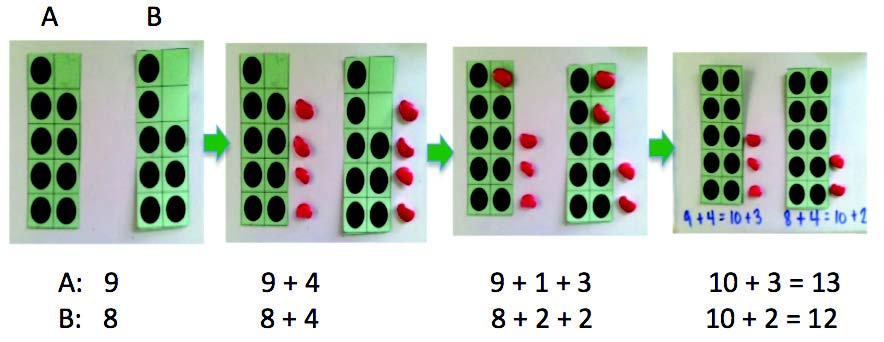 A B
9 + 4 = 10 + 3 8 + 4 = 10 + 2
A: 9 9 + 4 9 + 1 + 3 10 + 3 = 13
B: 8 8 + 4 8 + 2 + 2 10 + 2 = 12